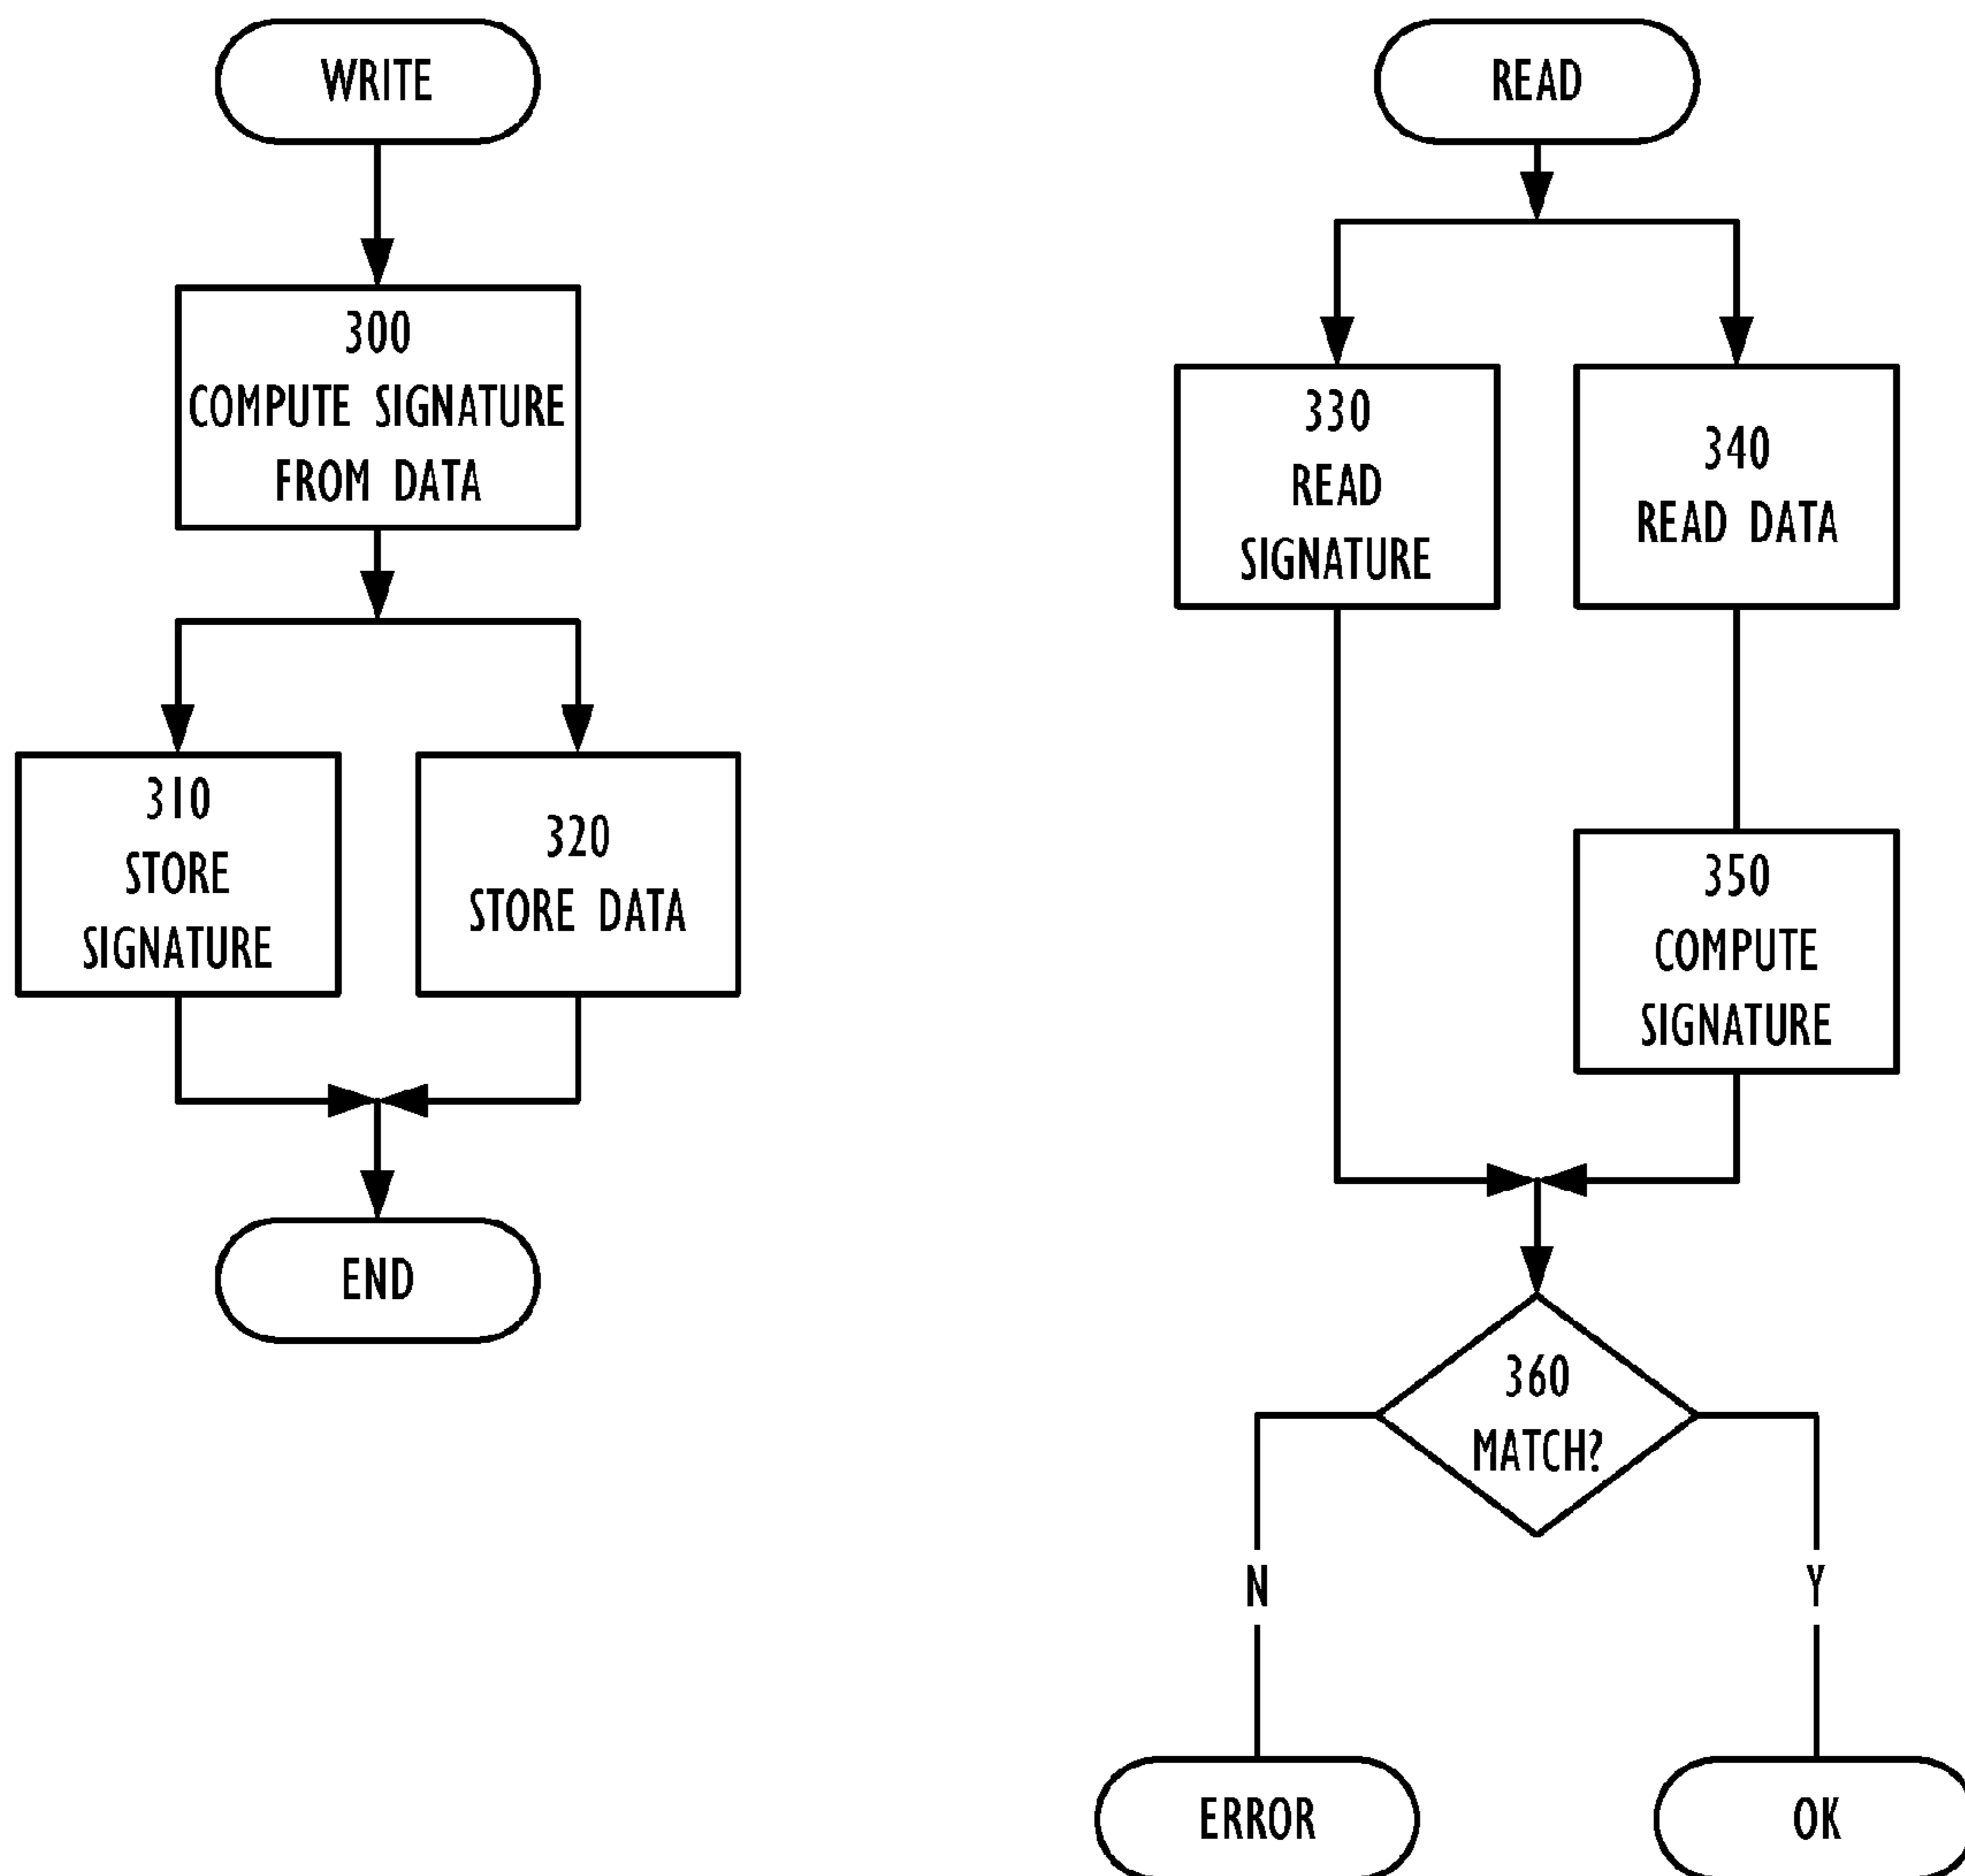 WRITE
300
COMPUTE SIGNATURE
FROM DATA
310
STORE
SIGNATURE
320
STORE DATA
END
READ
330
READ
SIGNATURE
340
READ DATA
350
COMPUTE
SIGNATURE
360
MATCH?
N
Y
ERROR
OK